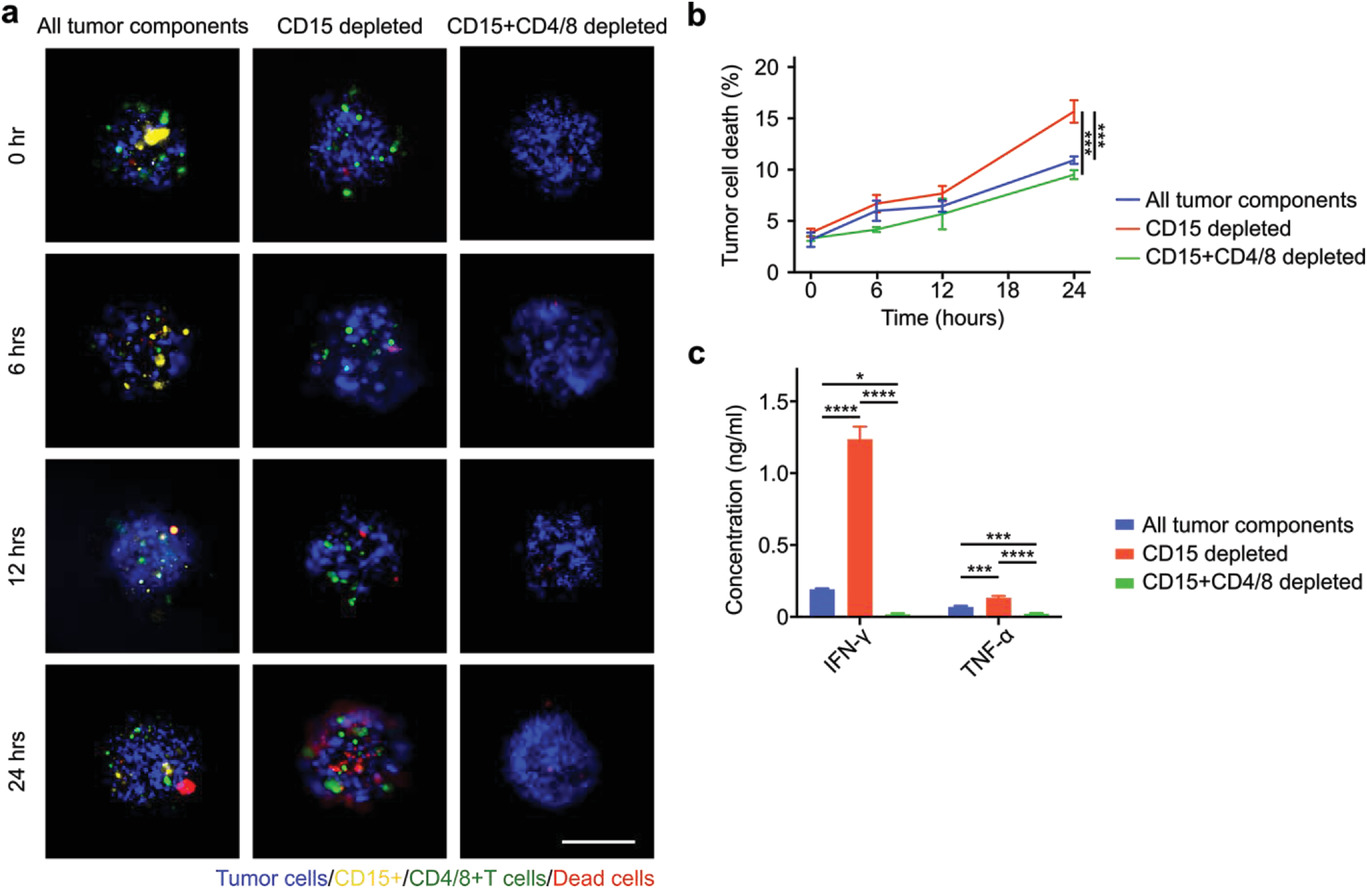 a
All tumor components CD15 depleted CD15+CD4/8 depleted
0 hr
6 hrs
12 hrs
24 hrs
Tumor cells/CD15+/CD4/8+T cells/Dead cells
b
Tumor cell death (%)
20
15
10
5
0
0 6 12 18 24
Time (hours)
***
***
All tumor components
CD15 depleted
CD15+CD4/8 depleted
c
Concentration (ng/ml)
1.5
1.0
0.5
0
*
****
****
***
****
***
IFN-γ
TNF-α
All tumor components
CD15 depleted
CD15+CD4/8 depleted